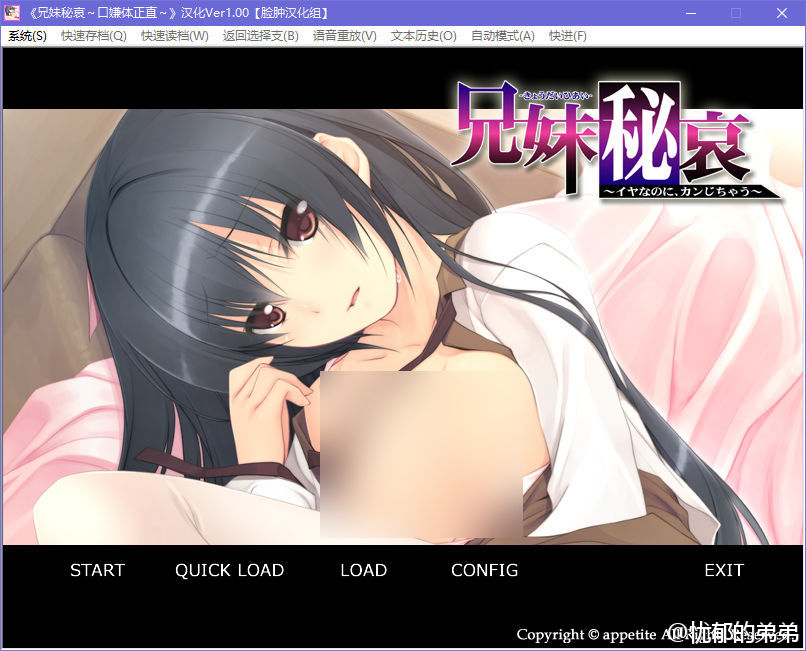 《兄妹秘哀～口嫌体正直～》汉化Ver1.00【脸肿汉化组】
系统(S) 快速存档(Q) 快速读档(W) 返回选择支(B) 语音重放(V) 文本历史(O) 自动模式(A) 快进(F)
-きょうだいひあい-
兄妹秘哀
～イヤなのに、カンじちゃう～
START QUICK LOAD LOAD CONFIG EXIT
Copyright © appetite All Rights Reserved
@忧郁的弟弟